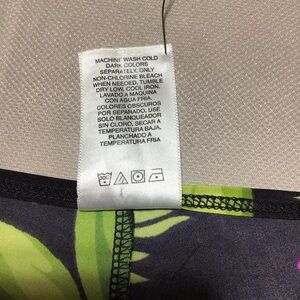 MACHINE WASH COLD
DARK COLORS
SEPARATELY. ONLY
NON-CHLORINE BLEACH
WHEN NEEDED. TUMBLE
DRY LOW, COOL IRON.
LAVADO A MAQUINA
CON AGUA FRIA.
COLORES OBSCUROS
POR SEPARADO. USE
SOLO BLANQUEADOR
SIN CLORO, SECAR A
TEMPERATURA BAJA.
PLANCHADO A
TEMPERATURA FRIA